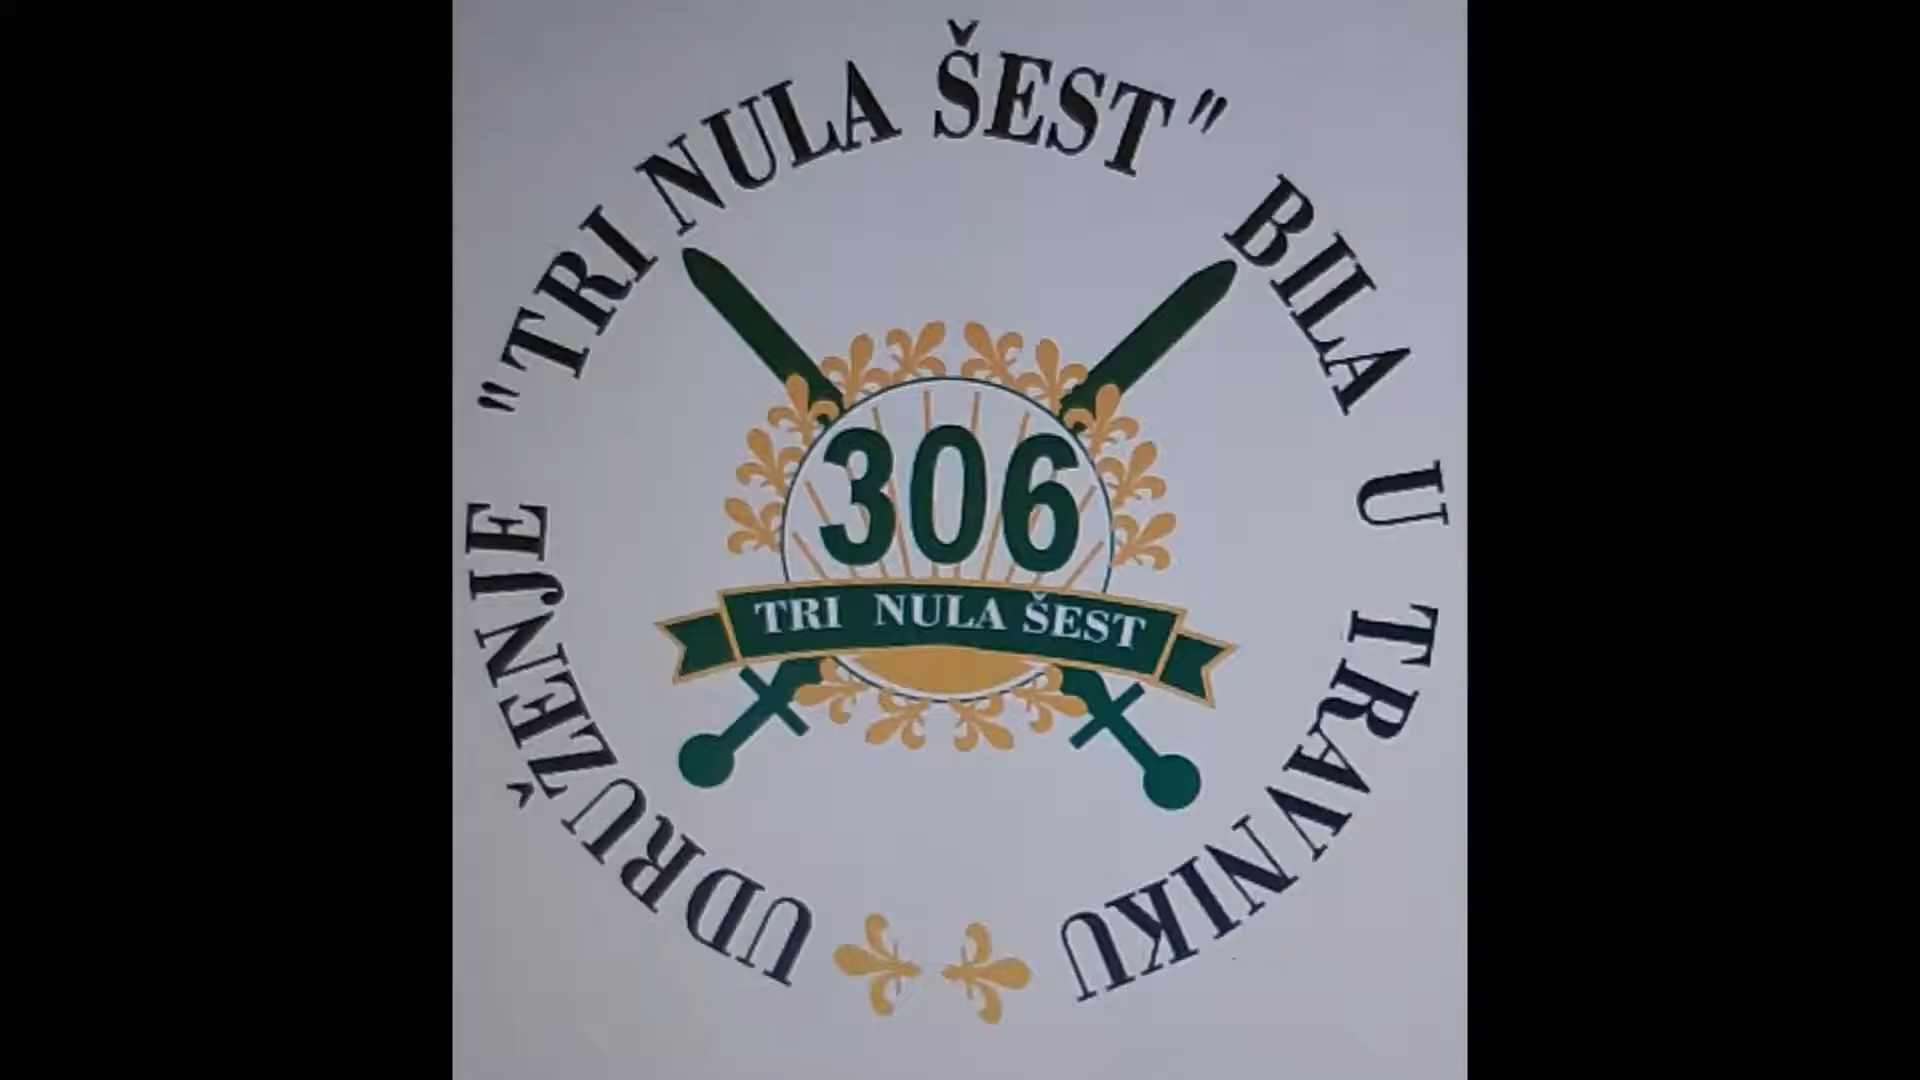 UDRUŽENJE "TRI NULA ŠEST" BILA U TRAVNIKU
306
TRI NULA ŠEST